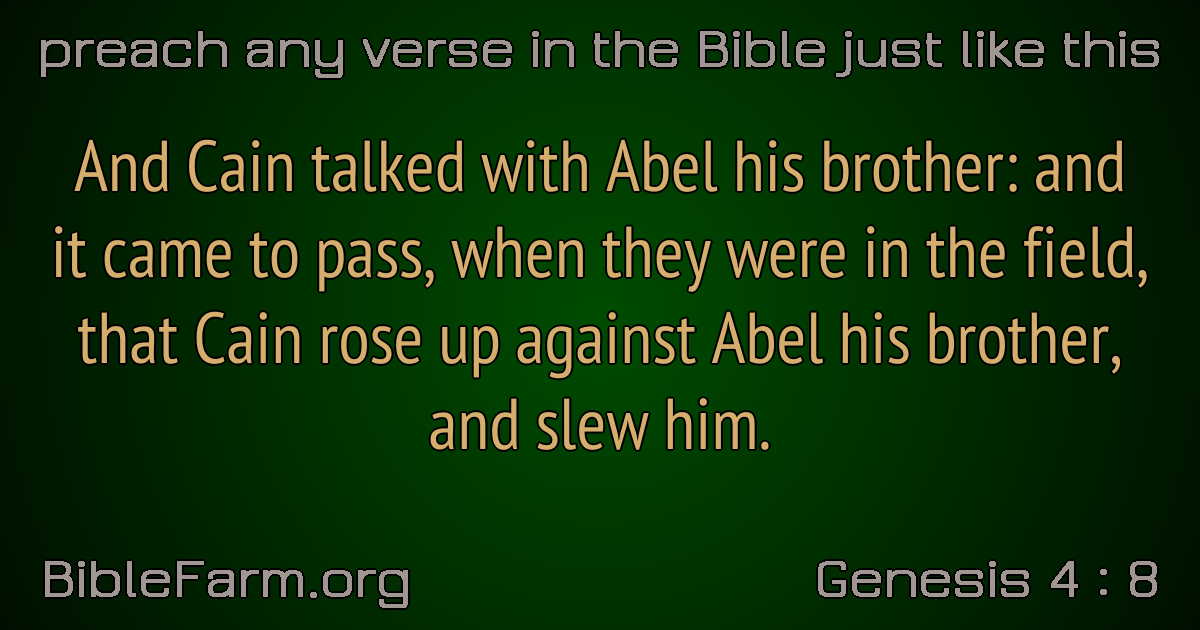 preach any verse in the Bible just like this
And Cain talked with Abel his brother: and
it came to pass, when they were in the field,
that Cain rose up against Abel his brother,
and slew him.
BibleFarm.org
Genesis 4 : 8